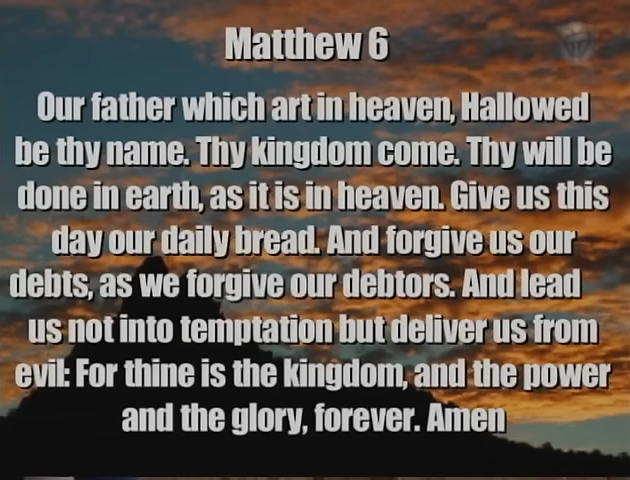 Matthew 6
Our father which art in heaven, Hallowed
be thy name. Thy kingdom come. Thy will be
done in earth, as it is in heaven. Give us this
day our daily bread. And forgive us our
debts, as we forgive our debtors. And lead
us not into temptation but deliver us from
evil: For thine is the kingdom, and the power
and the glory, forever. Amen